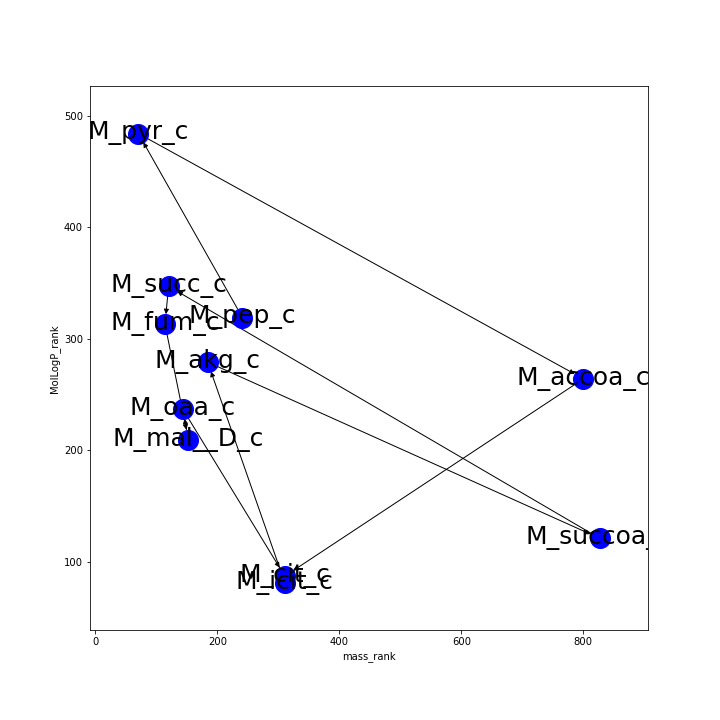 500
M_pyr_c
400
M_succ_c
M_pep_c
M_fum_c
300
M_akg_c
M_accoa_c
M_oaa_c
M_mal__D_c
200
M_succoa_
100
M_cit_c
M_icit_c
0
200
400
600
800
mass_rank
MolLogP_rank